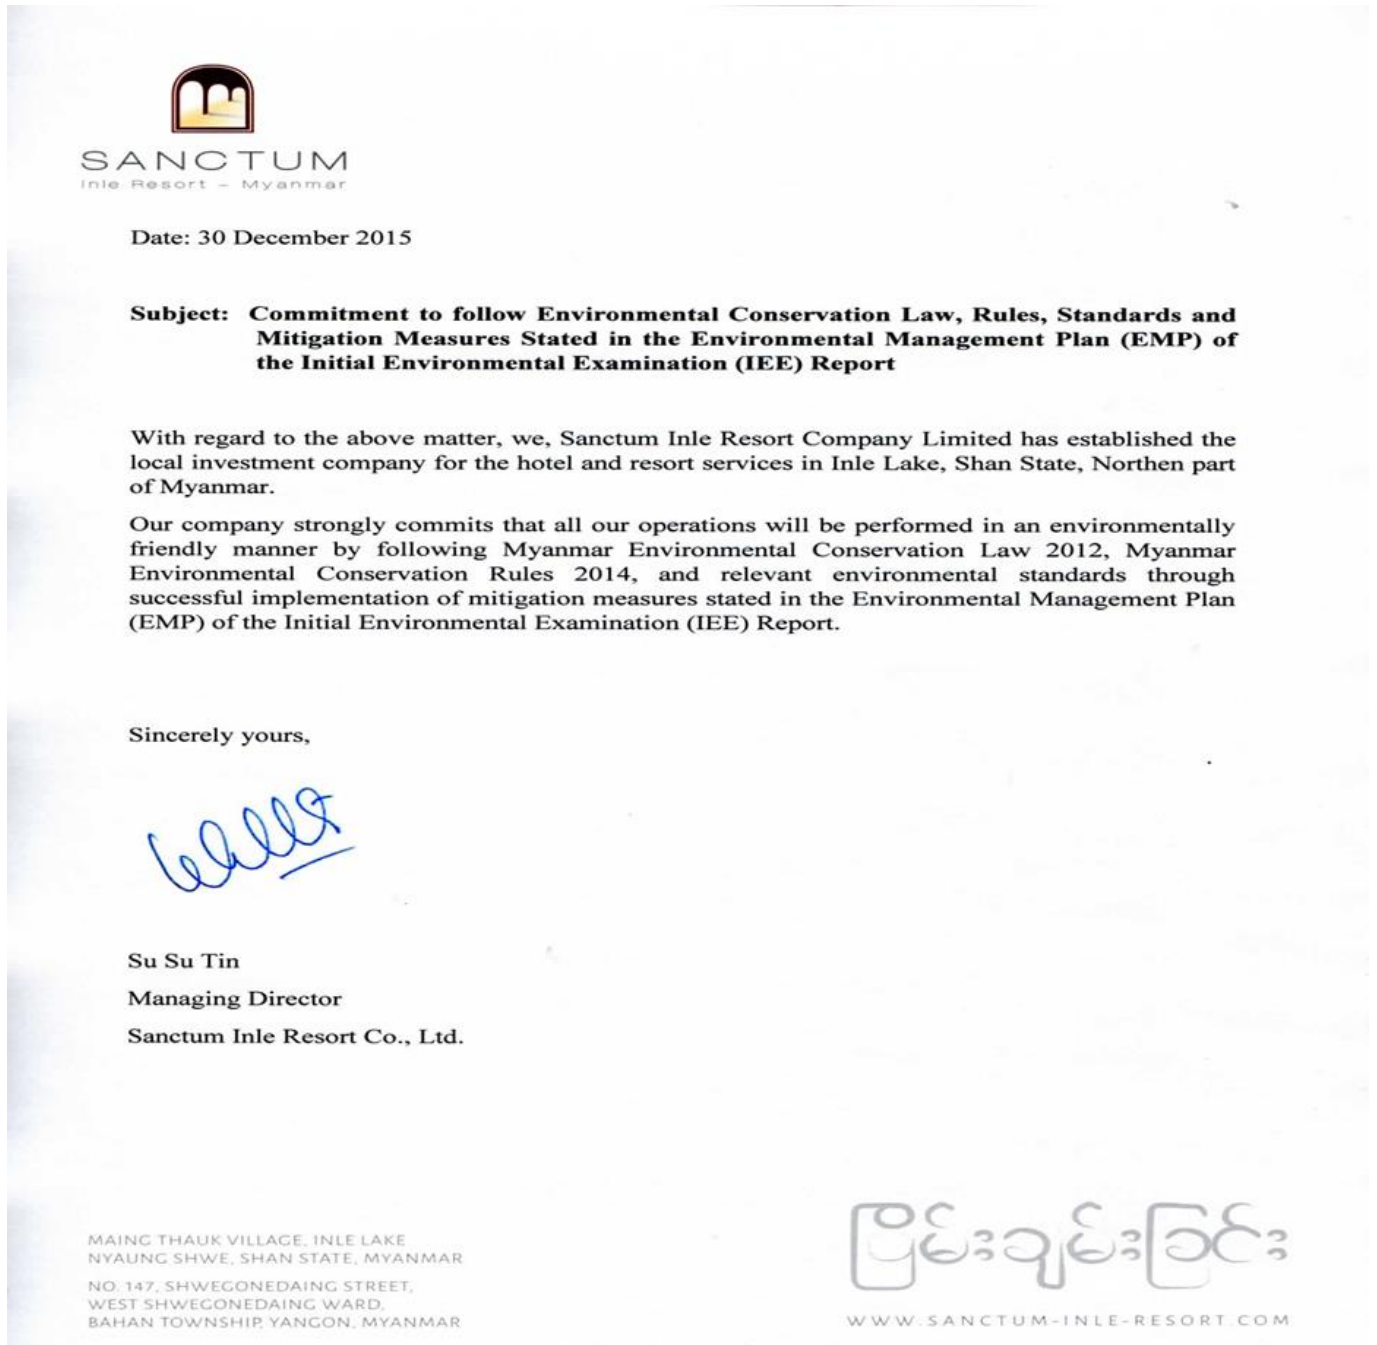 SANCTUM
Inle Resort – Myanmar
Date: 30 December 2015
Subject: Commitment to follow Environmental Conservation Law, Rules, Standards and
Mitigation Measures Stated in the Environmental Management Plan (EMP) of
the Initial Environmental Examination (IEE) Report
With regard to the above matter, we, Sanctum Inle Resort Company Limited has established the
local investment company for the hotel and resort services in Inle Lake, Shan State, Northen part
of Myanmar.
Our company strongly commits that all our operations will be performed in an environmentally
friendly manner by following Myanmar Environmental Conservation Law 2012, Myanmar
Environmental Conservation Rules 2014, and relevant environmental standards through
successful implementation of mitigation measures stated in the Environmental Management Plan
(EMP) of the Initial Environmental Examination (IEE) Report.
Sincerely yours,
Su Su Tin
Managing Director
Sanctum Inle Resort Co., Ltd.
MAING THAUK VILLAGE, INLE LAKE
NYAUNG SHWE, SHAN STATE, MYANMAR
NO. 147, SHWEGONEDAING STREET,
WEST SHWEGONEDAING WARD,
BAHAN TOWNSHIP, YANGON, MYANMAR
ငြိမ်းချမ်းခြင်း
WWW.SANCTUM-INLE-RESORT.COM